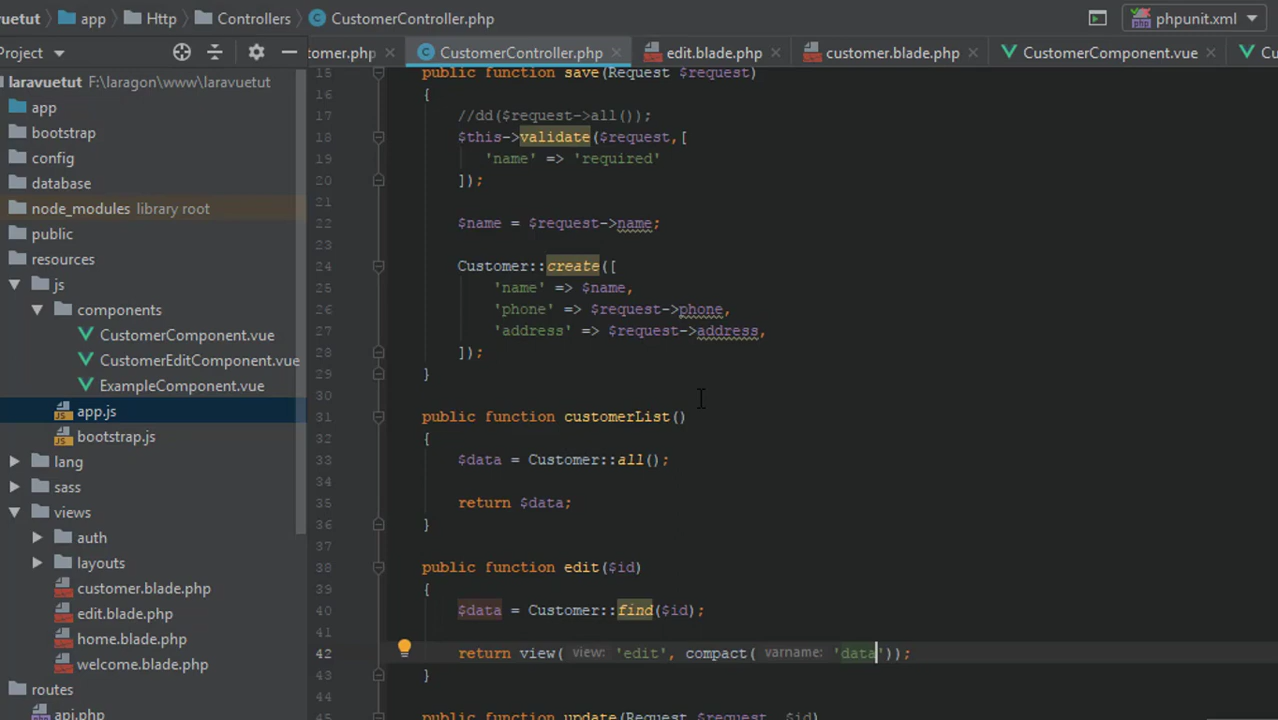 vuetut app Http Controllers CustomerController.php phpunit.xml
Project
tomer.php CustomerController.php edit.blade.php customer.blade.php CustomerComponent.vue Cu
laravuetut F:\laragon\www\laravuetut
app
bootstrap
config
database
node_modules library root
public
resources
js
components
CustomerComponent.vue
CustomerEditComponent.vue
ExampleComponent.vue
app.js
bootstrap.js
lang
sass
views
auth
layouts
customer.blade.php
edit.blade.php
home.blade.php
welcome.blade.php
routes
api.php
15 public function save(Request $request)
16 {
17 //dd($request->all());
18 $this->validate($request,[
19 'name' => 'required'
20 ]);
21
22 $name = $request->name;
23
24 Customer::create([
25 'name' => $name,
26 'phone' => $request->phone,
27 'address' => $request->address,
28 ]);
29 }
30
31 public function customerList()
32 {
33 $data = Customer::all();
34
35 return $data;
36 }
37
38 public function edit($id)
39 {
40 $data = Customer::find($id);
41
42 return view( view: 'edit', compact( varname: 'data'));
43 }
44
45 public function update(Request $request, $id)